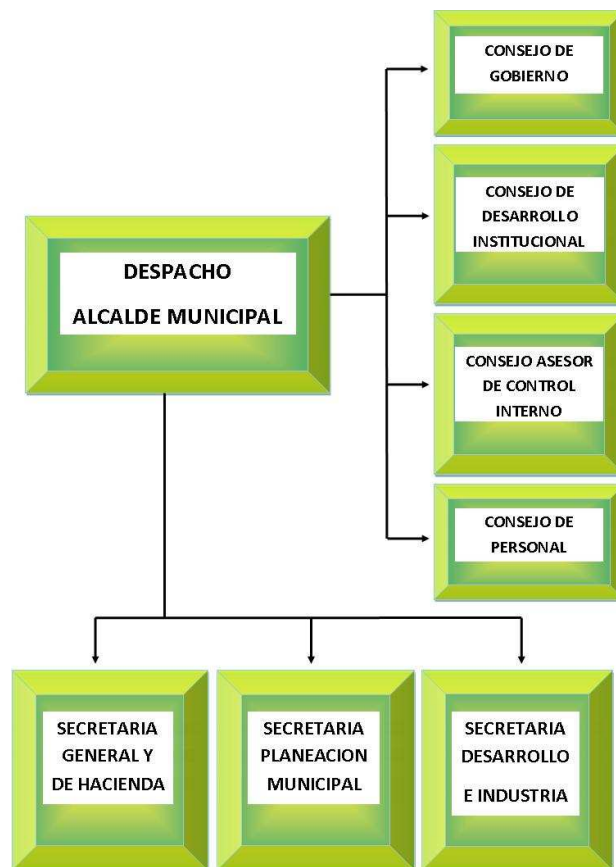 CONSEJO DE
GOBIERNO
CONSEJO DE
DESARROLLO
INSTITUCIONAL
DESPACHO
ALCALDE MUNICIPAL
CONSEJO ASESOR
DE CONTROL
INTERNO
CONSEJO DE
PERSONAL
SECRETARIA
GENERAL Y
DE HACIENDA
SECRETARIA
PLANEACION
MUNICIPAL
SECRETARIA
DESARROLLO
E INDUSTRIA